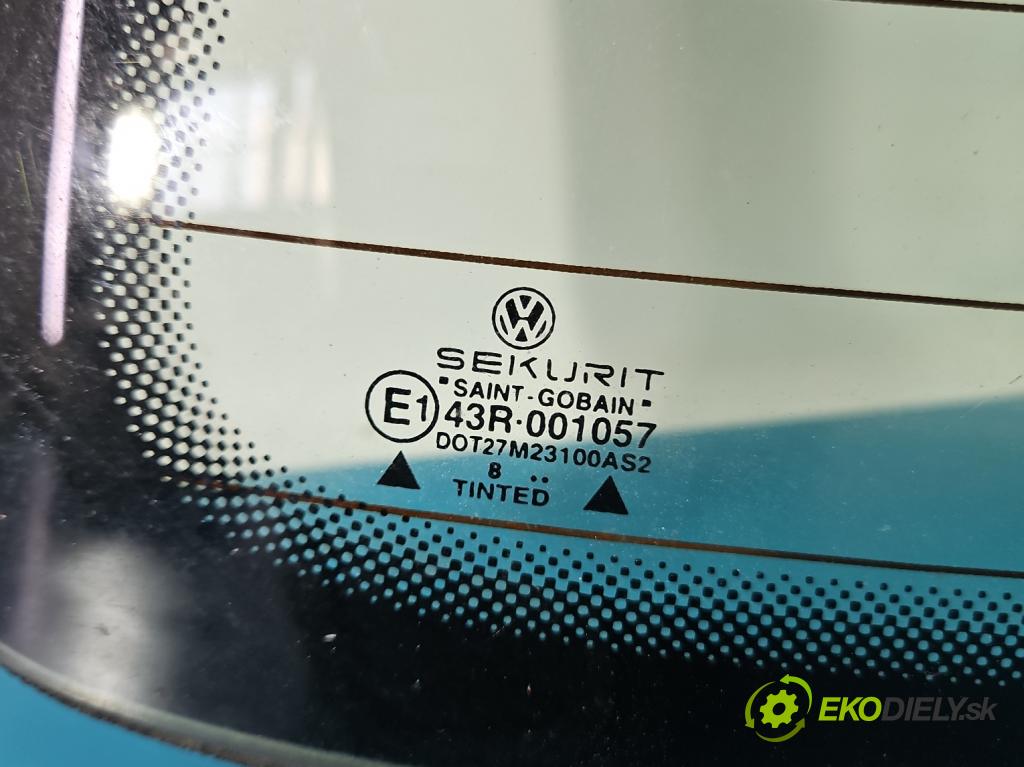 SEKURIT
"SAINT-GOBAIN"
E1 43R·001057
DOT27M23100AS2
8 ..
TINTED
EKODIELY.sk